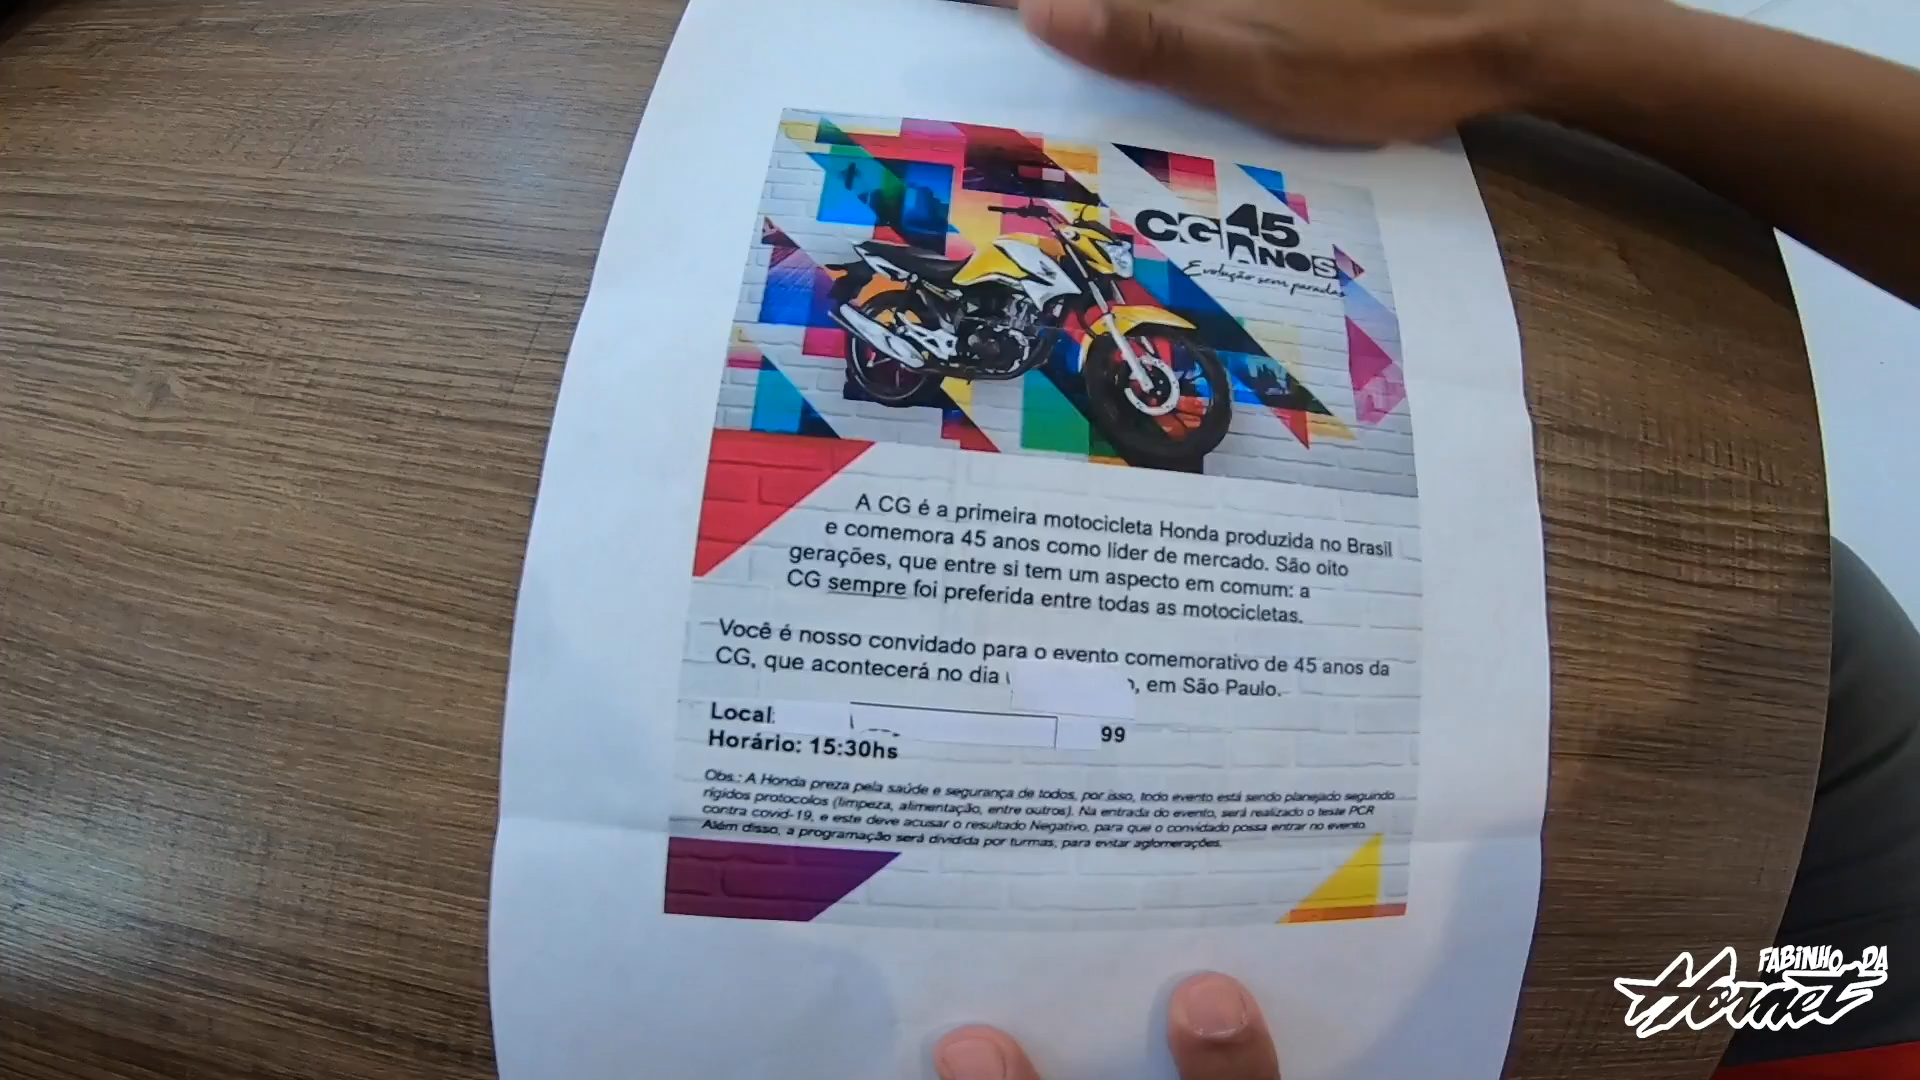 CG 45
ANOS
Evolução sem paradas
A CG é a primeira motocicleta Honda produzida no Brasil
e comemora 45 anos como líder de mercado. São oito
gerações, que entre si tem um aspecto em comum: a
CG sempre foi preferida entre todas as motocicletas.
Você é nosso convidado para o evento comemorativo de 45 anos da
CG, que acontecerá no dia , em São Paulo.
Local: 99
Horário: 15:30hs
Obs.: A Honda preza pela saúde e segurança de todos, por isso, todo evento está sendo planejado seguindo
rígidos protocolos (limpeza, alimentação, entre outros). Na entrada do evento, será realizado o teste PCR
contra covid-19, e este deve acusar o resultado Negativo, para que o convidado possa entrar no evento.
Além disso, a programação será dividida por turmas, para evitar aglomerações.
FABINHO DA
Hornet